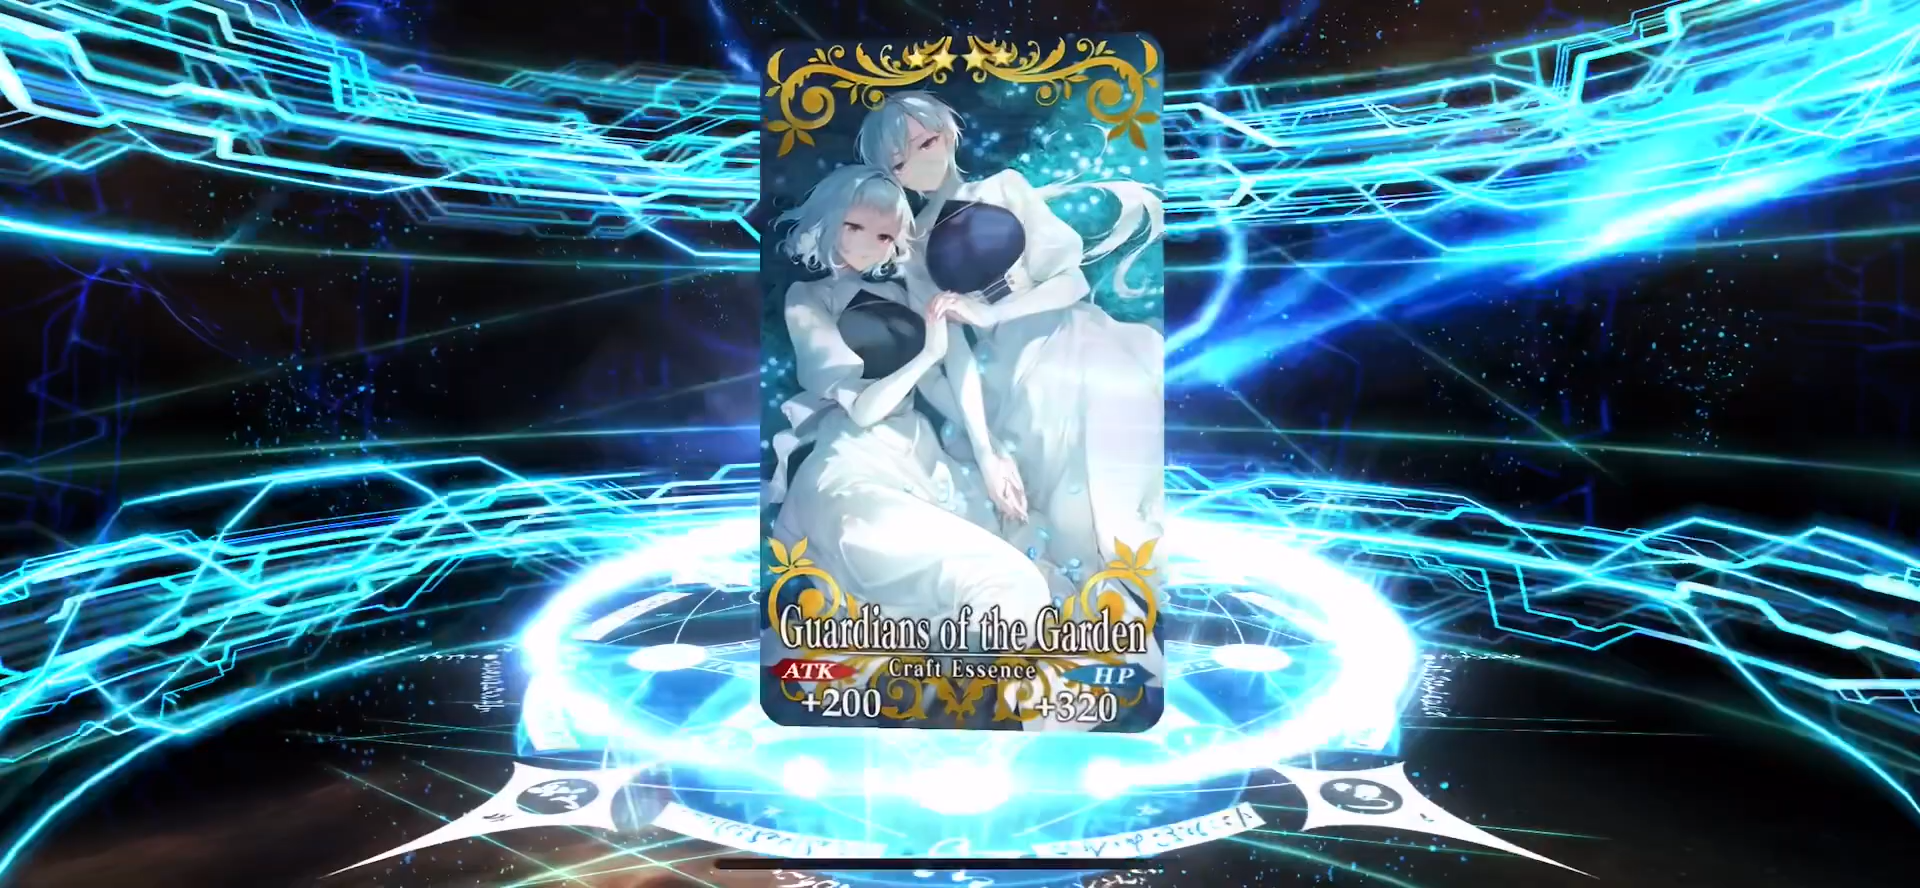 Guardians of the Garden
Craft Essence
ATK
HP
+200
+320